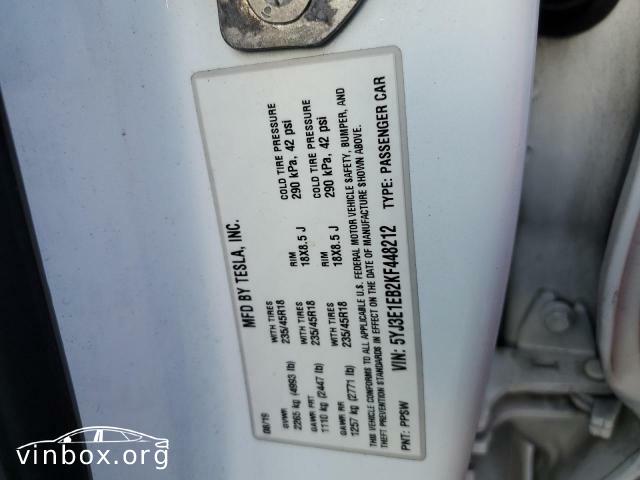 MFD BY TESLA, INC.
08/19
GVWR
2265 kg (4993 lb)
WITH TIRES
235/45R18
RIM
18X8.5 J
COLD TIRE PRESSURE
290 kPa, 42 psi
GAWR FRT
1110 kg (2447 lb)
WITH TIRES
235/45R18
RIM
18X8.5 J
COLD TIRE PRESSURE
290 kPa, 42 psi
GAWR RR
1257 kg (2771 lb)
WITH TIRES
235/45R18
THIS VEHICLE CONFORMS TO ALL APPLICABLE U.S. FEDERAL MOTOR VEHICLE SAFETY, BUMPER, AND
THEFT PREVENTION STANDARDS IN EFFECT ON THE DATE OF MANUFACTURE SHOWN ABOVE.
VIN: 5YJ3E1EB2KF448212 TYPE: PASSENGER CAR
PNT: PPSW
vinbox.org